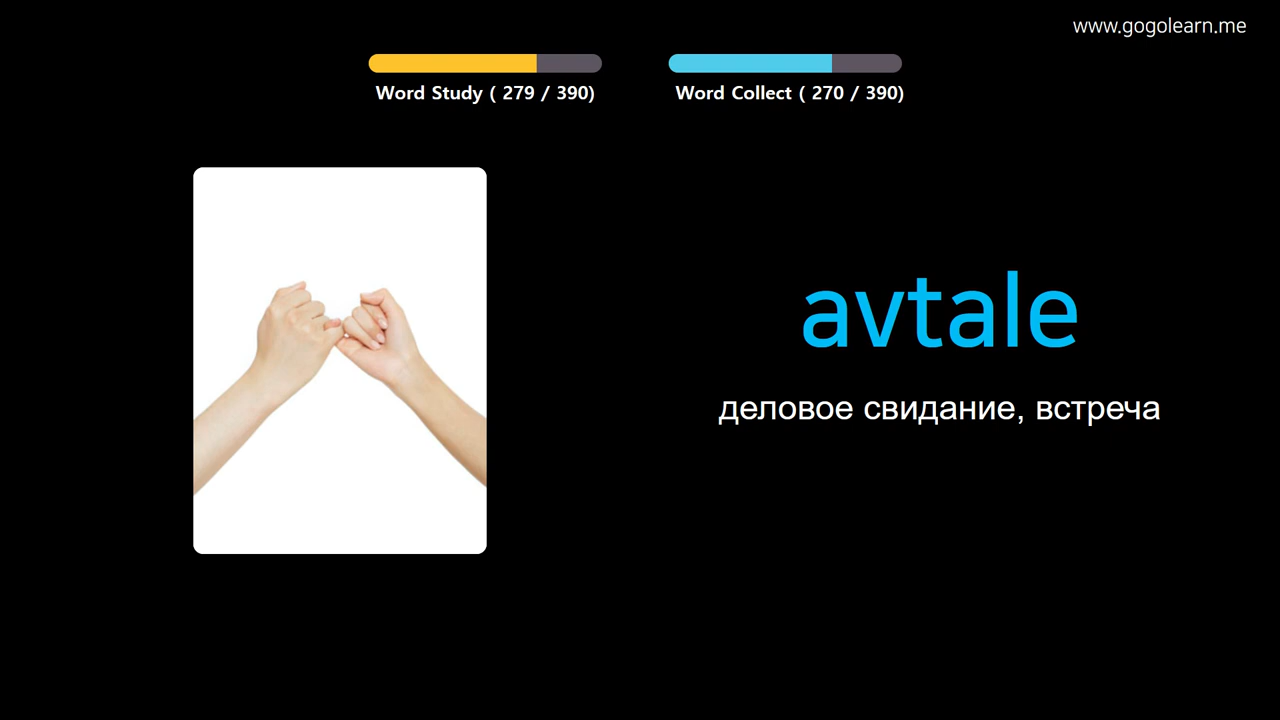 www.gogolearn.me
Word Study ( 279 / 390)
Word Collect ( 270 / 390)
avtale
деловое свидание, встреча